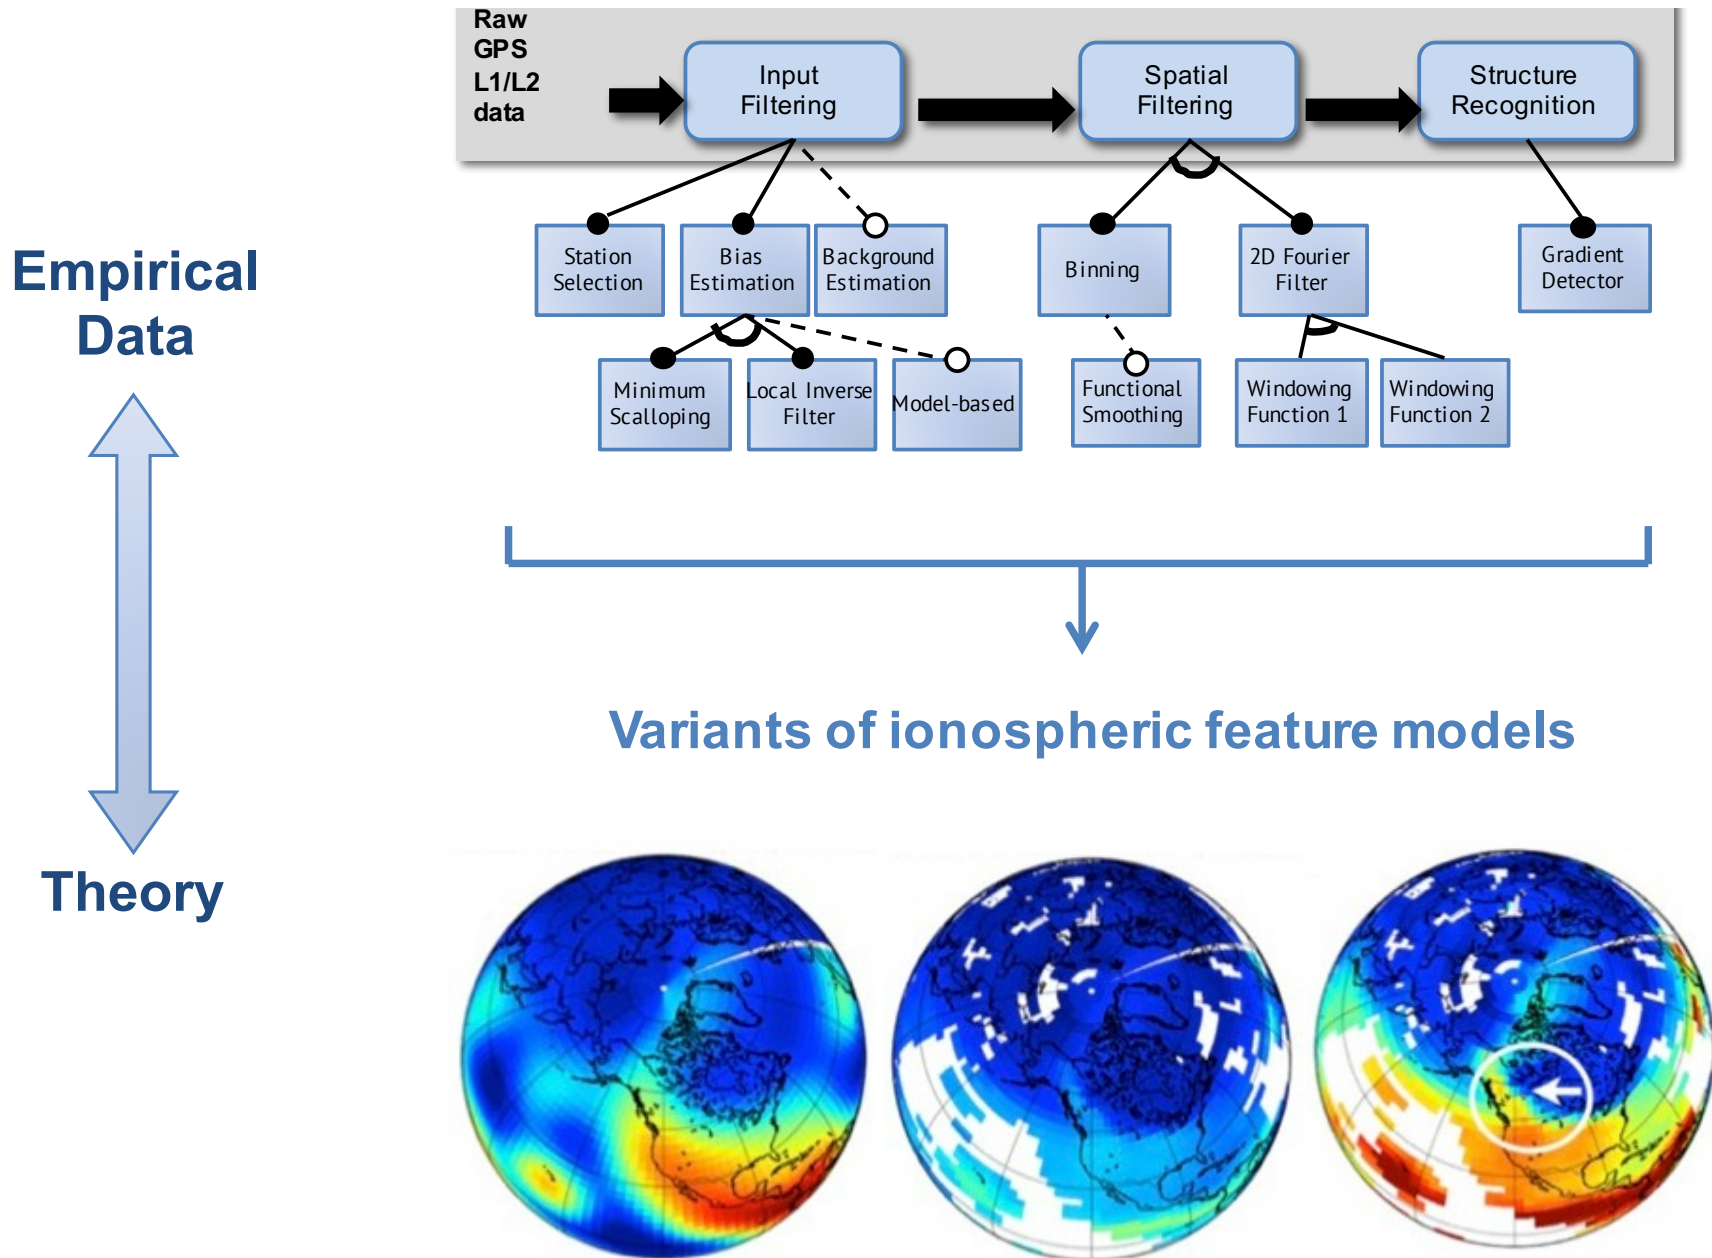 Raw
GPS
L1/L2
data
Input
Filtering
Spatial
Filtering
Structure
Recognition
Station
Selection
Bias
Estimation
Background
Estimation
Binning
2D Fourier
Filter
Gradient
Detector
Minimum
Scalloping
Local Inverse
Filter
Model-based
Functional
Smoothing
Windowing
Function 1
Windowing
Function 2
Empirical
Data
Theory
Variants of ionospheric feature models